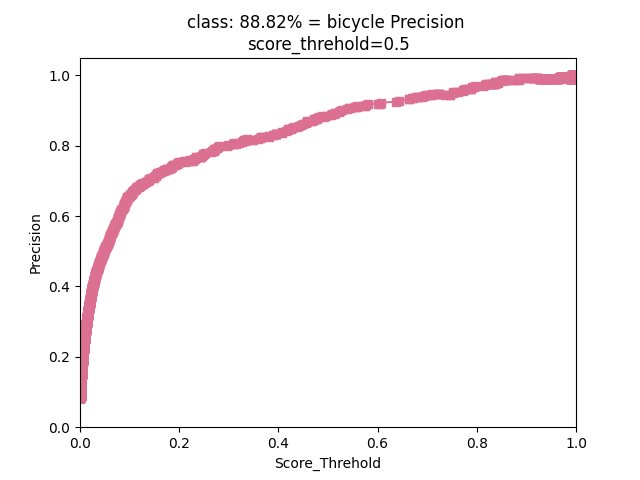 class: 88.82% = bicycle Precision
score_threhold=0.5
1.0
0.8
0.6
0.4
0.2
0.0
Precision
0.0 0.2 0.4 0.6 0.8 1.0
Score_Threhold